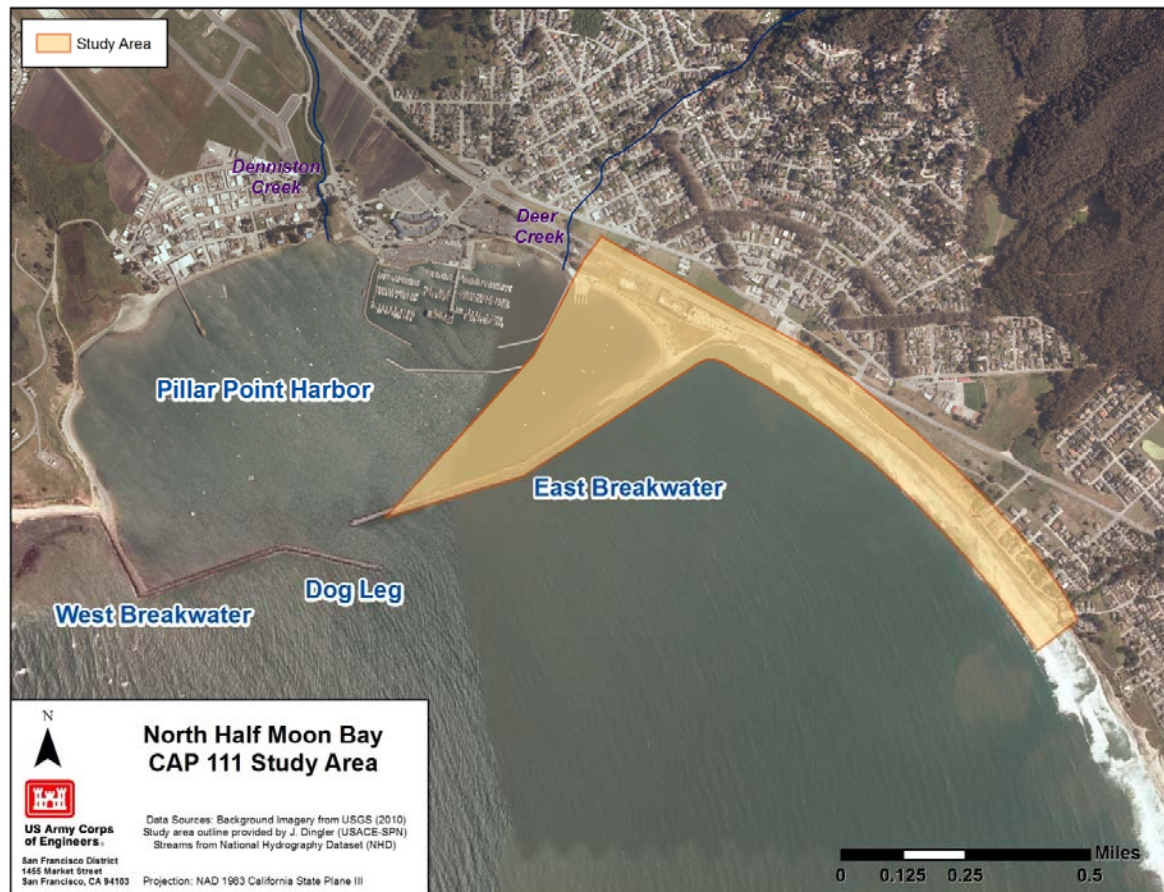 Study Area
Denniston
Creek
Deer
Creek
Pillar Point Harbor
East Breakwater
Dog Leg
West Breakwater
N
North Half Moon Bay
CAP 111 Study Area
US Army Corps
of Engineers®
San Francisco District
1455 Market Street
San Francisco, CA 94103
Data Sources: Background Imagery from USGS (2010)
Study area outline provided by J. Dingler (USACE-SPN)
Streams from National Hydrography Dataset (NHD)
Projection: NAD 1983 California State Plane III
Miles
0 0.125 0.25 0.5